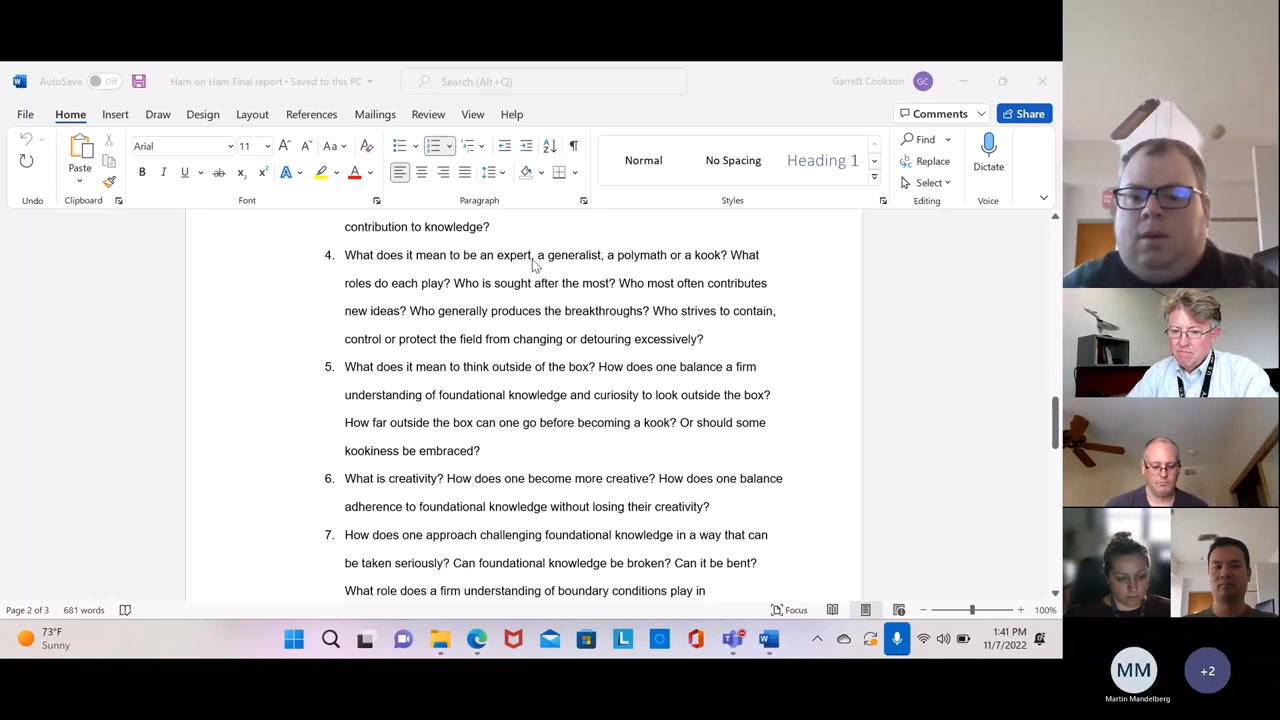 AutoSave Off Ham on Ham Final report • Saved to this PC Search (Alt+Q) Garrett Cookson GC
File Home Insert Draw Design Layout References Mailings Review View Help Comments Share
Arial 11 Aa
Paste
Normal No Spacing Heading 1
Find
Replace
Select
Dictate
B I U ab x₂ x² A A
Undo Clipboard Font Paragraph Styles Editing Voice
contribution to knowledge?
4. What does it mean to be an expert, a generalist, a polymath or a kook? What
roles do each play? Who is sought after the most? Who most often contributes
new ideas? Who generally produces the breakthroughs? Who strives to contain,
control or protect the field from changing or detouring excessively?
5. What does it mean to think outside of the box? How does one balance a firm
understanding of foundational knowledge and curiosity to look outside the box?
How far outside the box can one go before becoming a kook? Or should some
kookiness be embraced?
6. What is creativity? How does one become more creative? How does one balance
adherence to foundational knowledge without losing their creativity?
7. How does one approach challenging foundational knowledge in a way that can
be taken seriously? Can foundational knowledge be broken? Can it be bent?
What role does a firm understanding of boundary conditions play in
Page 2 of 3 681 words Focus 100%
73°F
Sunny
1:41 PM
11/7/2022
MM
Martin Mandelberg
+2